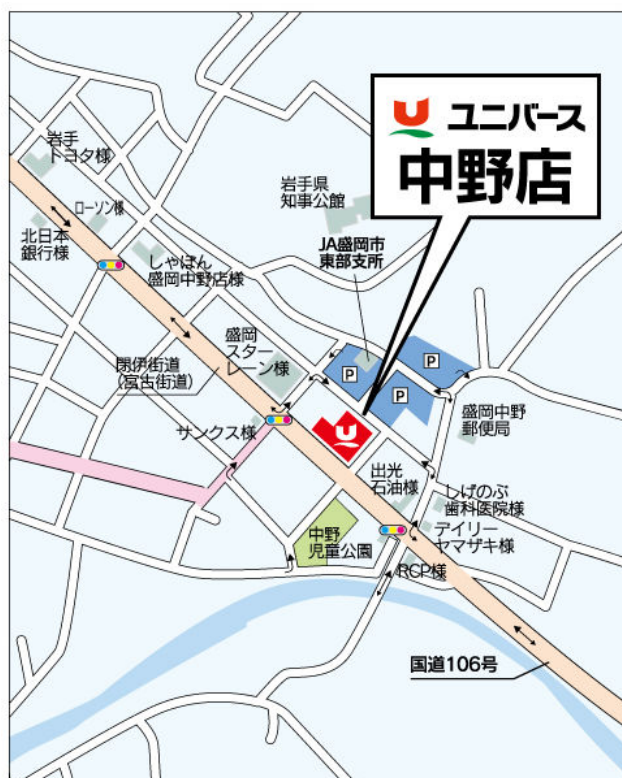 ユニバース
中野店
岩手
トヨタ様
ローソン様
北日本
銀行様
しゃぼん
盛岡中野店様
岩手県
知事公館
JA盛岡市
東部支所
盛岡
スター
レーン様
閉伊街道
(宮古街道)
サンクス様
P
P
P
盛岡中野
郵便局
出光
石油様
しげのぶ
歯科医院様
デイリー
ヤマザキ様
中野
児童公園
RCP様
国道106号